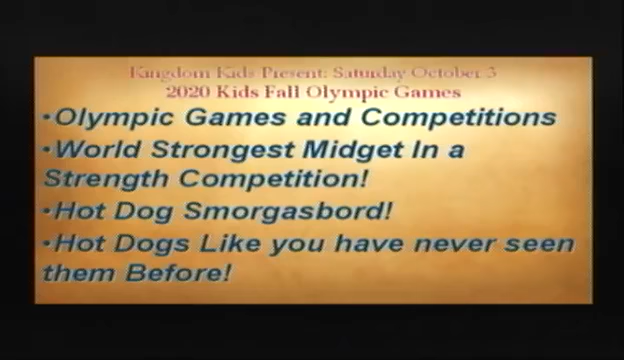 Kingdom Kids Present: Saturday October 3
2020 Kids Fall Olympic Games
•Olympic Games and Competitions
•World Strongest Midget In a
Strength Competition!
•Hot Dog Smorgasbord!
•Hot Dogs Like you have never seen
them Before!